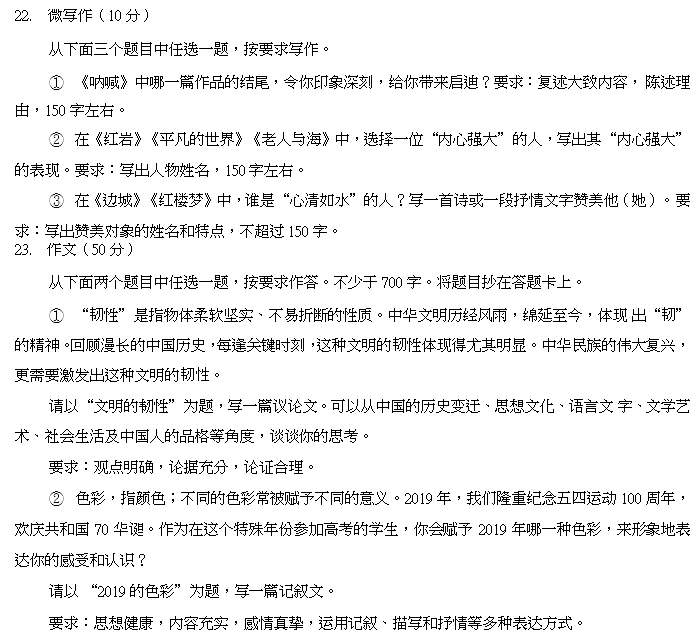 22. 微写作（10 分）
从下面三个题目中任选一题，按要求写作。
① 《呐喊》中哪一篇作品的结尾，令你印象深刻，给你带来启迪？要求：复述大致内容，陈述理
由，150 字左右。
② 在《红岩》《平凡的世界》《老人与海》中，选择一位“内心强大”的人，写出其“内心强大”
的表现。要求：写出人物姓名，150字左右。
③ 在《边城》《红楼梦》中，谁是“心清如水”的人？写一首诗或一段抒情文字赞美他（她）。要
求：写出赞美对象的姓名和特点，不超过 150 字。
23. 作文（50 分）
从下面两个题目中任选一题，按要求作答。不少于 700 字。将题目抄在答题卡上。
① “韧性”是指物体柔软坚实、不易折断的性质。中华文明历经风雨，绵延至今，体现出“韧”
的精神。回顾漫长的中国历史，每逢关键时刻，这种文明的韧性体现得尤其明显。中华民族的伟大复兴，
更需要激发出这种文明的韧性。
请以“文明的韧性”为题，写一篇议论文。可以从中国的历史变迁、思想文化、语言文字、文学艺
术、社会生活及中国人的品格等角度，谈谈你的思考。
要求：观点明确，论据充分，论证合理。
② 色彩，指颜色；不同的色彩常被赋予不同的意义。2019 年，我们隆重纪念五四运动 100 周年，
欢庆共和国 70 华诞。作为在这个特殊年份参加高考的学生，你会赋予 2019 年哪一种色彩，来形象地表
达你的感受和认识？
请以 “2019 的色彩”为题，写一篇记叙文。
要求：思想健康，内容充实，感情真挚，运用记叙、描写和抒情等多种表达方式。